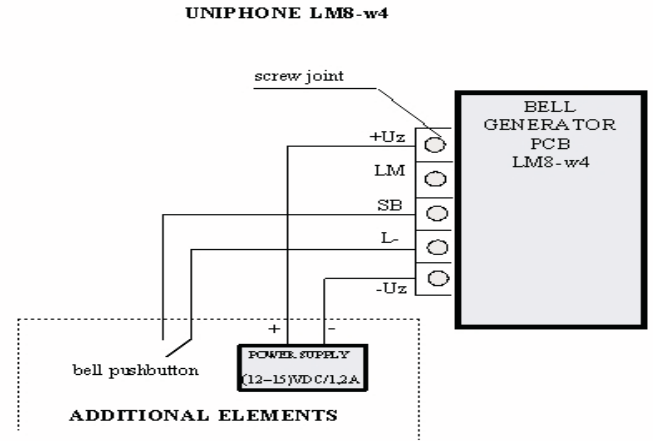 UNIPHONE LM8-w4
screw joint
BELL
GENERATOR
PCB
LM8-w4
+Uz
LM
SB
L-
-Uz
+ -
POWER SUPPLY
(12-15)VDC/1,2A
bell pushbutton
ADDITIONAL ELEMENTS